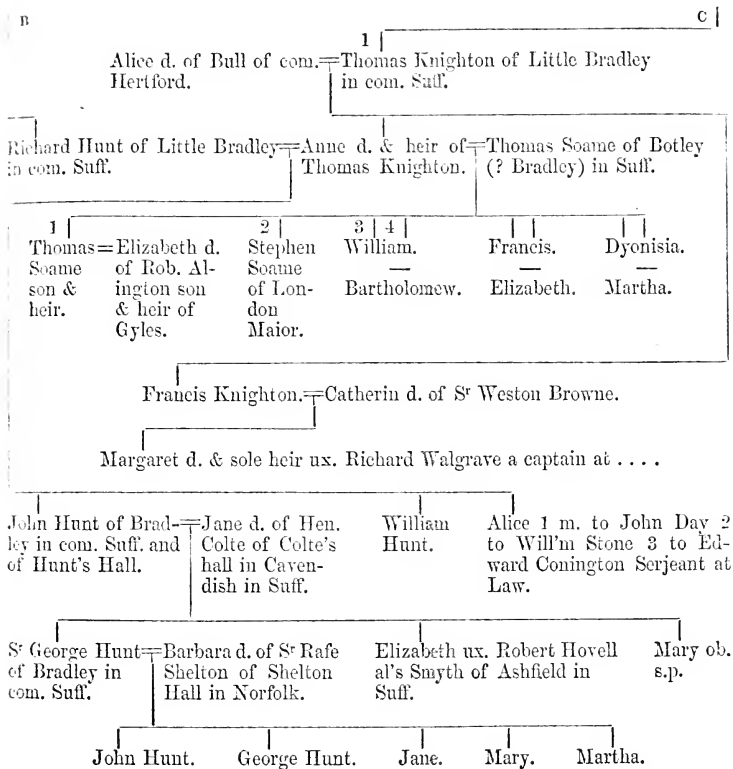 B
C
1
Alice d. of Bull of com.=Thomas Knighton of Little Bradley
Hertford. in com. Suff.
Richard Hunt of Little Bradley=Anne d. & heir of=Thomas Soame of Botley
in com. Suff. Thomas Knighton. (? Bradley) in Suff.
1 2 3 4
Thomas=Elizabeth d. Stephen William. Francis. Dyonisia.
Soame of Rob. Al- Soame — — —
son & ington son of Lon- Bartholomew. Elizabeth. Martha.
heir. & heir of don
Gyles. Maior.
Francis Knighton.=Catherin d. of Sʳ Weston Browne.
Margaret d. & sole heir ux. Richard Walgrave a captain at . . . .
John Hunt of Brad-=Jane d. of Hen. William Alice 1 m. to John Day 2
ley in com. Suff. and Colte of Colte's Hunt. to Will'm Stone 3 to Ed-
of Hunt's Hall. hall in Caven- ward Conington Serjeant at
dish in Suff. Law.
Sʳ George Hunt=Barbara d. of Sʳ Rafe Elizabeth ux. Robert Hovell Mary ob.
of Bradley in Shelton of Shelton al's Smyth of Ashfield in s.p.
com. Suff. Hall in Norfolk. Suff.
John Hunt. George Hunt. Jane. Mary. Martha.